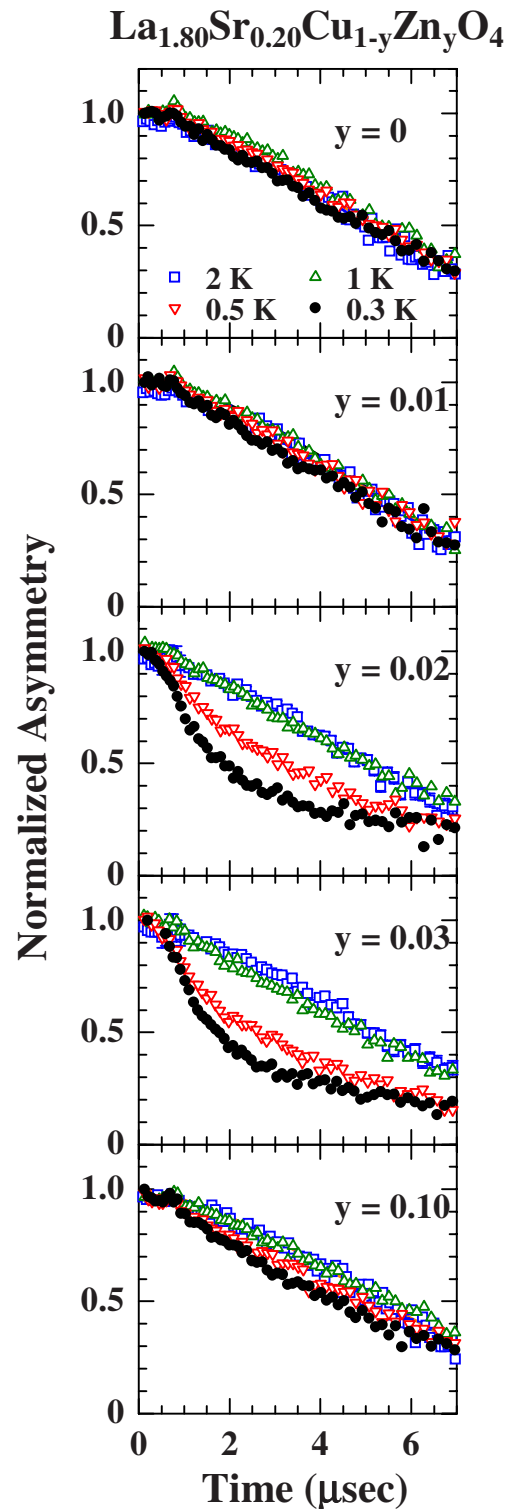 La1.80Sr0.20Cu1-yZnyO4
Normalized Asymmetry
1.0
0.5
0
y = 0
2 K
1 K
0.5 K
0.3 K
1.0
0.5
0
y = 0.01
1.0
0.5
0
y = 0.02
1.0
0.5
0
y = 0.03
1.0
0.5
0
y = 0.10
0
2
4
6
Time (μsec)